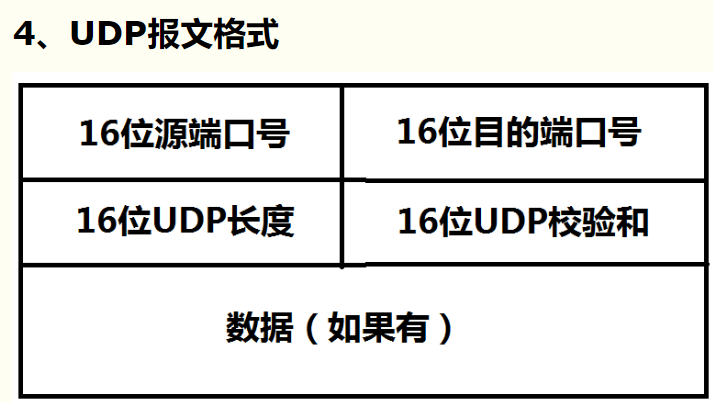 4、UDP报文格式
16位源端口号
16位目的端口号
16位UDP长度
16位UDP校验和
数据（如果有）